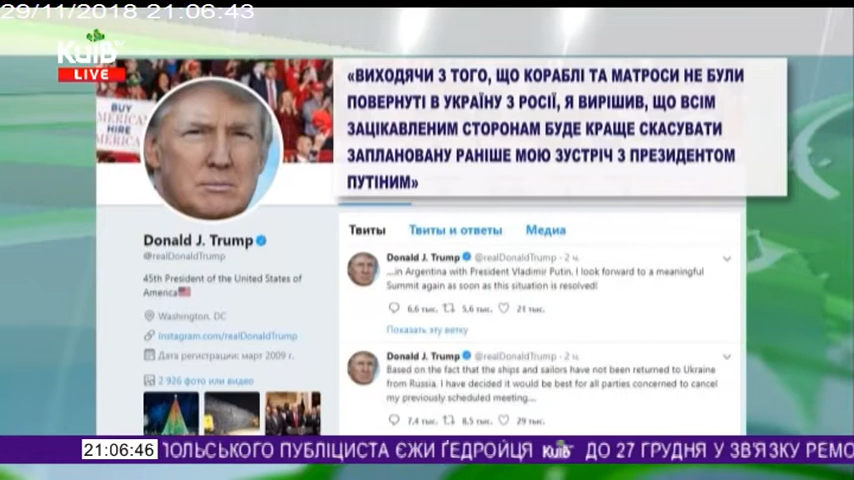 29/11/2018 21:06:43
КиЇВ
LIVE
«ВИХОДЯЧИ З ТОГО, ЩО КОРАБЛІ ТА МАТРОСИ НЕ БУЛИ
ПОВЕРНУТІ В УКРАЇНУ З РОСІЇ, Я ВИРІШИВ, ЩО ВСІМ
ЗАЦІКАВЛЕНИМ СТОРОНАМ БУДЕ КРАЩЕ СКАСУВАТИ
ЗАПЛАНОВАНУ РАНІШЕ МОЮ ЗУСТРІЧ З ПРЕЗИДЕНТОМ
ПУТІНИМ»
BUY
AMERICA
HIRE
MERICA
Donald J. Trump
@realDonaldTrump
45th President of the United States of
America
Washington, DC
Instagram.com/realDonaldTrump
Дата регистрации: март 2009 г.
2 926 фото или видео
Твиты Твиты и ответы Медиа
Donald J. Trump @realDonaldTrump · 2 ч.
....in Argentina with President Vladimir Putin. I look forward to a meaningful
Summit again as soon as this situation is resolved!
6,6 тыс. 5,6 тыс. 21 тыс.
Показать эту ветку
Donald J. Trump @realDonaldTrump · 2 ч.
Based on the fact that the ships and sailors have not been returned to Ukraine
from Russia, I have decided it would be best for all parties concerned to cancel
my previously scheduled meeting....
7,4 тыс. 8,5 тыс. 29 тыс.
21:06:46 ПОЛЬСЬКОГО ПУБЛІЦИСТА ЄЖИ ҐЕДРОЙЦЯ КиЇВ ДО 27 ГРУДНЯ У ЗВ'ЯЗКУ РЕМО